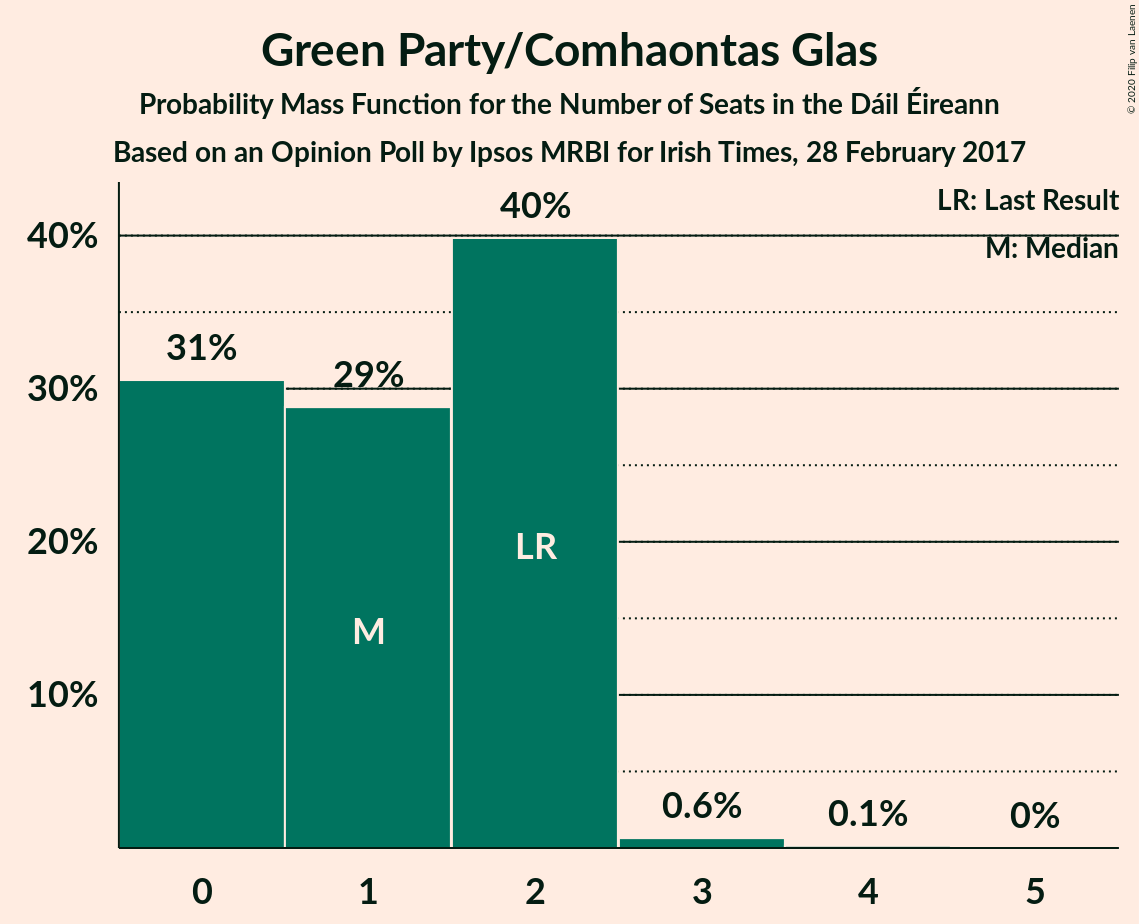 Green Party/Comhaontas Glas
Probability Mass Function for the Number of Seats in the Dáil Éireann
Based on an Opinion Poll by Ipsos MRBI for Irish Times, 28 February 2017
© 2020 Filip van Laenen
LR: Last Result
M: Median
40%
30%
20%
10%
31%
29%
40%
0.6%
0.1%
0%
M
LR
0 1 2 3 4 5